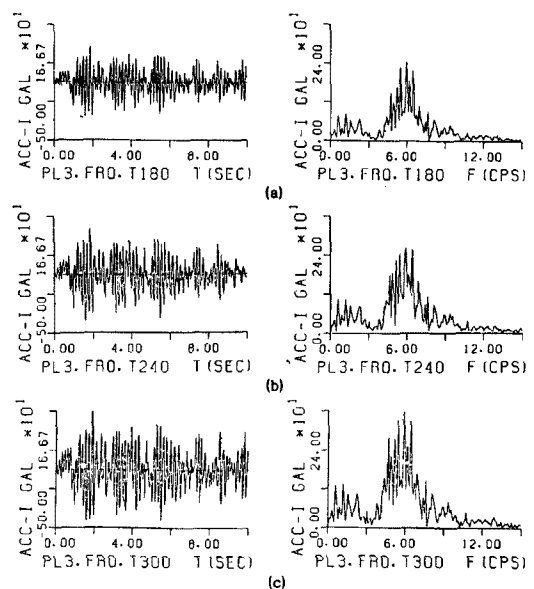 ACC-I GAL *10¹
-50.00 16.67
0.00 4.00 8.00
PL3.FRO.T180 T(SEC)
ACC-I GAL *10¹
0.00 24.00
0.00 6.00 12.00
PL3.FRO.T180 F(CPS)
(a)
ACC-I GAL *10¹
-50.00 16.67
0.00 4.00 8.00
PL3.FRO.T240 T(SEC)
ACC-I GAL *10¹
0.00 24.00
0.00 6.00 12.00
PL3.FRO.T240 F(CPS)
(b)
ACC-I GAL *10¹
-50.00 16.67
0.00 4.00 8.00
PL3.FRO.T300 T(SEC)
ACC-I GAL *10¹
0.00 24.00
0.00 6.00 12.00
PL3.FRO.T300 F(CPS)
(c)